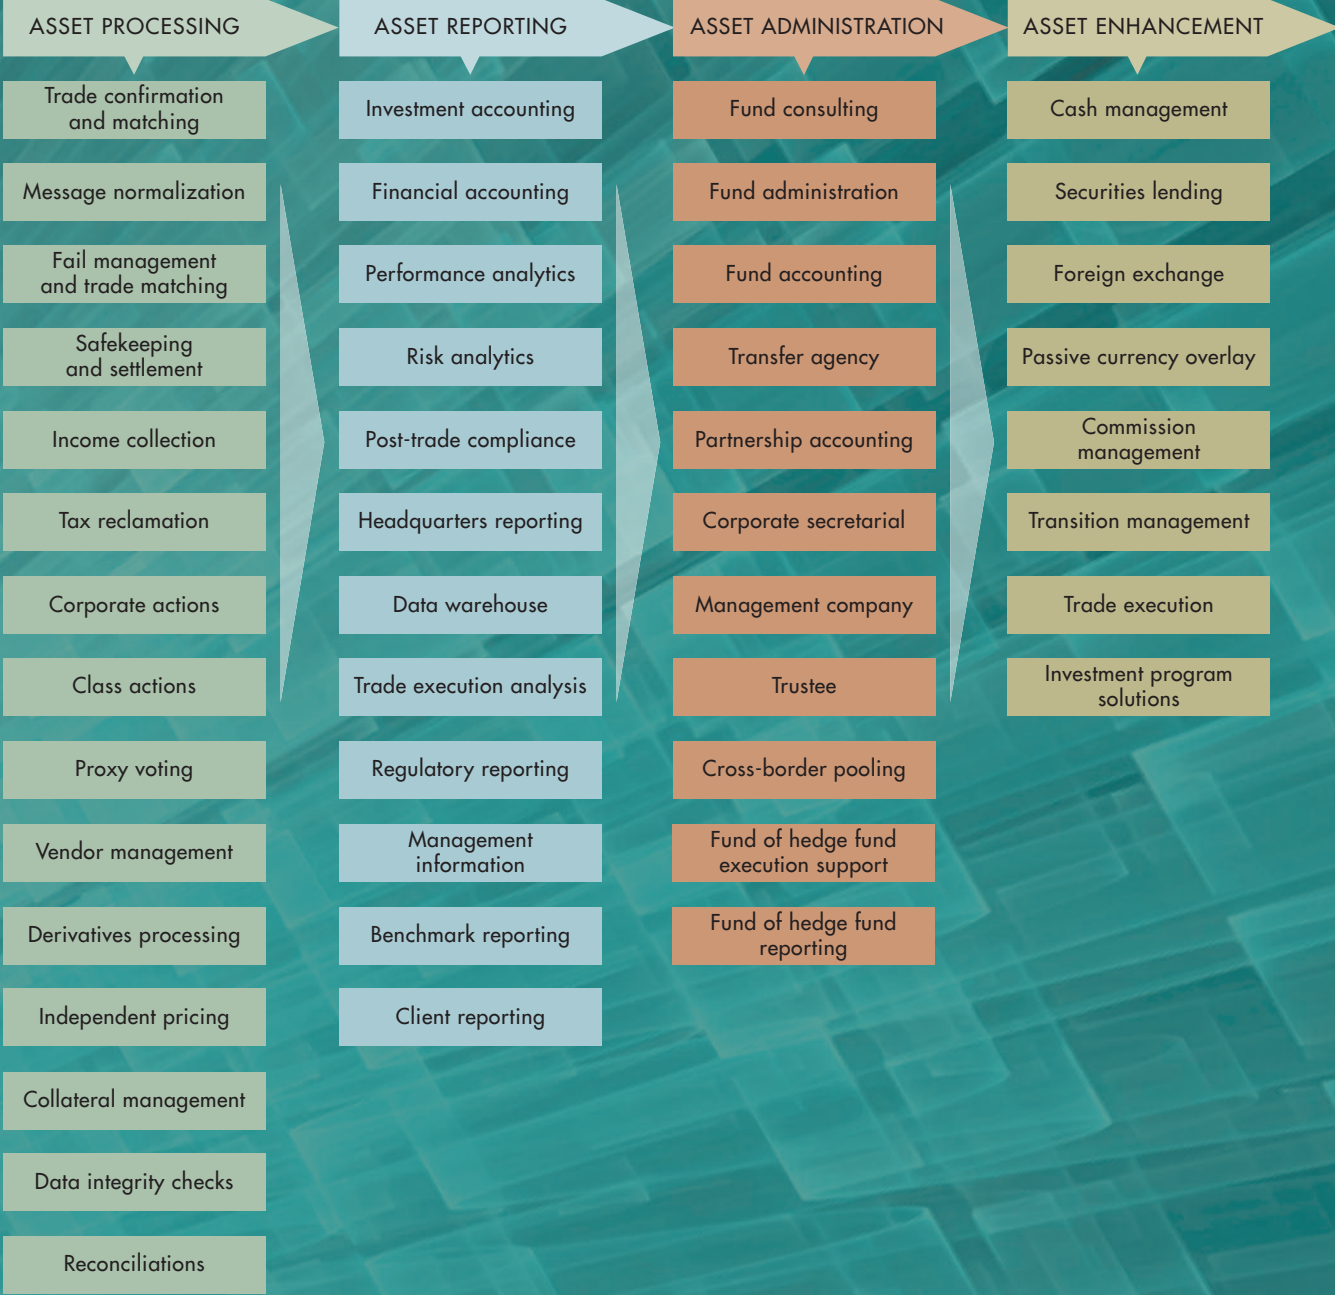 ASSET PROCESSING
Trade confirmation
and matching
Message normalization
Fail management
and trade matching
Safekeeping
and settlement
Income collection
Tax reclamation
Corporate actions
Class actions
Proxy voting
Vendor management
Derivatives processing
Independent pricing
Collateral management
Data integrity checks
Reconciliations
ASSET REPORTING
Investment accounting
Financial accounting
Performance analytics
Risk analytics
Post-trade compliance
Headquarters reporting
Data warehouse
Trade execution analysis
Regulatory reporting
Management
information
Benchmark reporting
Client reporting
ASSET ADMINISTRATION
Fund consulting
Fund administration
Fund accounting
Transfer agency
Partnership accounting
Corporate secretarial
Management company
Trustee
Cross-border pooling
Fund of hedge fund
execution support
Fund of hedge fund
reporting
ASSET ENHANCEMENT
Cash management
Securities lending
Foreign exchange
Passive currency overlay
Commission
management
Transition management
Trade execution
Investment program
solutions